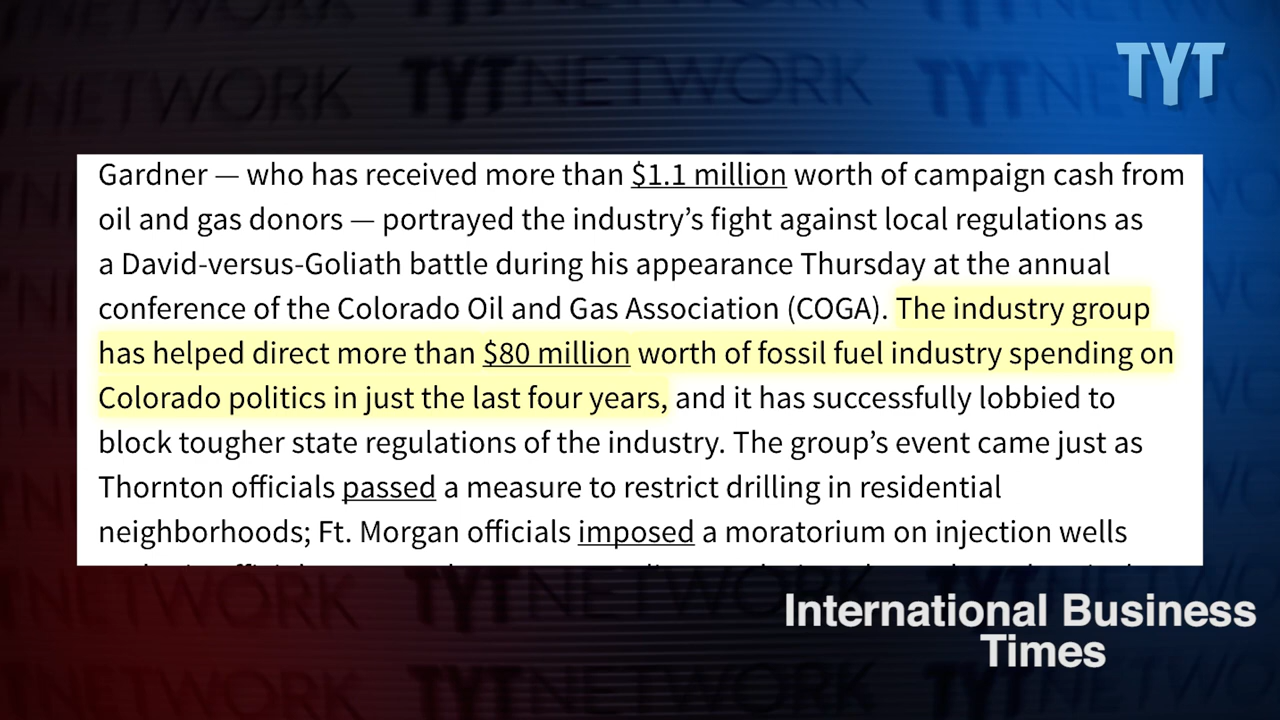 TYT
Gardner — who has received more than $1.1 million worth of campaign cash from
oil and gas donors — portrayed the industry’s fight against local regulations as
a David-versus-Goliath battle during his appearance Thursday at the annual
conference of the Colorado Oil and Gas Association (COGA). The industry group
has helped direct more than $80 million worth of fossil fuel industry spending on
Colorado politics in just the last four years, and it has successfully lobbied to
block tougher state regulations of the industry. The group’s event came just as
Thornton officials passed a measure to restrict drilling in residential
neighborhoods; Ft. Morgan officials imposed a moratorium on injection wells
International Business
Times